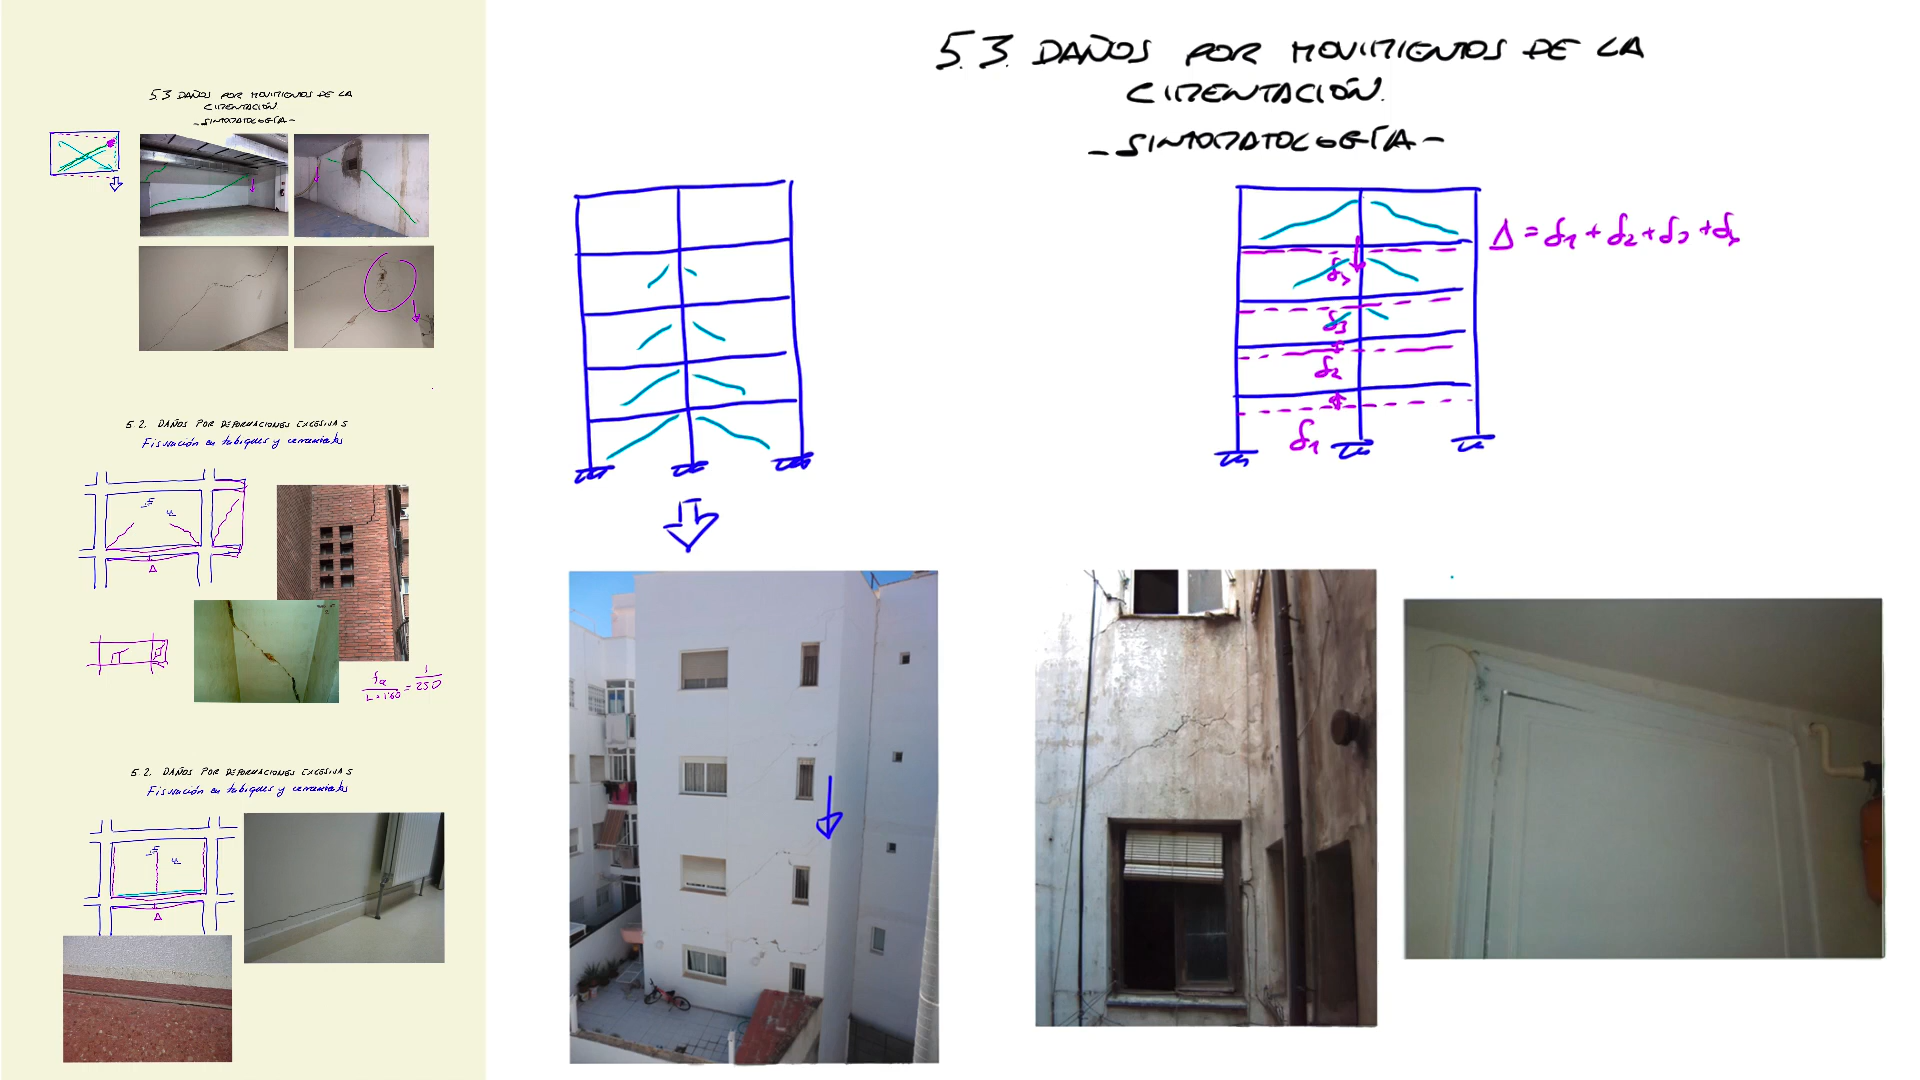 5.3 DAÑOS POR MOVIMIENTOS DE LA
CIMENTACIÓN.
-SINTOMATOLOGÍA-
5.2. DAÑOS POR DEFORMACIONES EXCESIVAS
Fisuración en tabiques y cerramientos
Δ
1
250
5.2. DAÑOS POR DEFORMACIONES EXCESIVAS
Fisuración en tabiques y cerramientos
Δ
5.3. DAÑOS POR MOVIMIENTOS DE LA
CIMENTACIÓN.
-SINTOMATOLOGÍA-
Δ = δ1 + δ2 + δ3 + δ
δ3
δ2
δ1